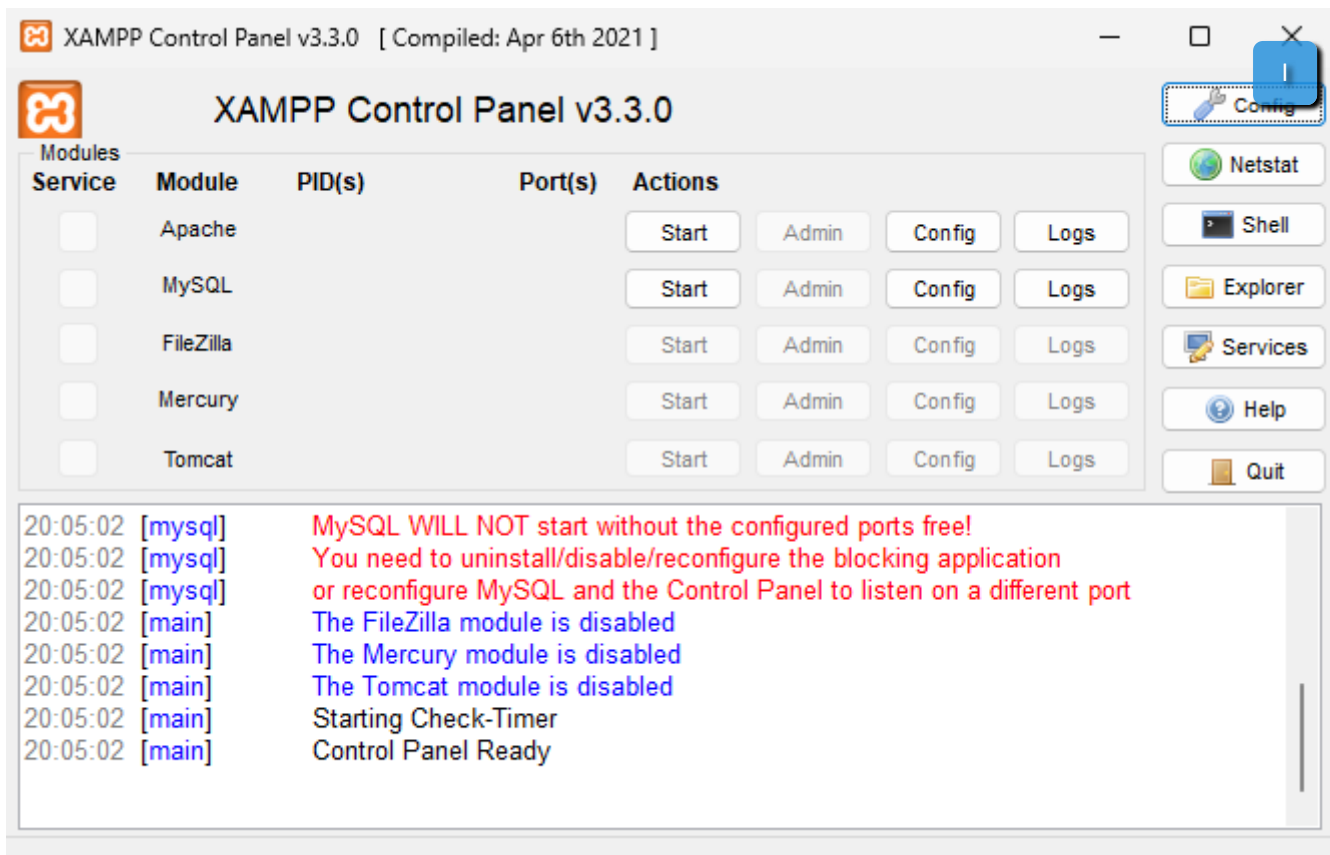 XAMPP Control Panel v3.3.0 [ Compiled: Apr 6th 2021 ]
XAMPP Control Panel v3.3.0
Config
Modules
Service Module PID(s) Port(s) Actions
Netstat
Apache Start Admin Config Logs
Shell
MySQL Start Admin Config Logs
Explorer
FileZilla Start Admin Config Logs
Services
Mercury Start Admin Config Logs
Help
Tomcat Start Admin Config Logs
Quit
20:05:02 [mysql] MySQL WILL NOT start without the configured ports free!
20:05:02 [mysql] You need to uninstall/disable/reconfigure the blocking application
20:05:02 [mysql] or reconfigure MySQL and the Control Panel to listen on a different port
20:05:02 [main] The FileZilla module is disabled
20:05:02 [main] The Mercury module is disabled
20:05:02 [main] The Tomcat module is disabled
20:05:02 [main] Starting Check-Timer
20:05:02 [main] Control Panel Ready